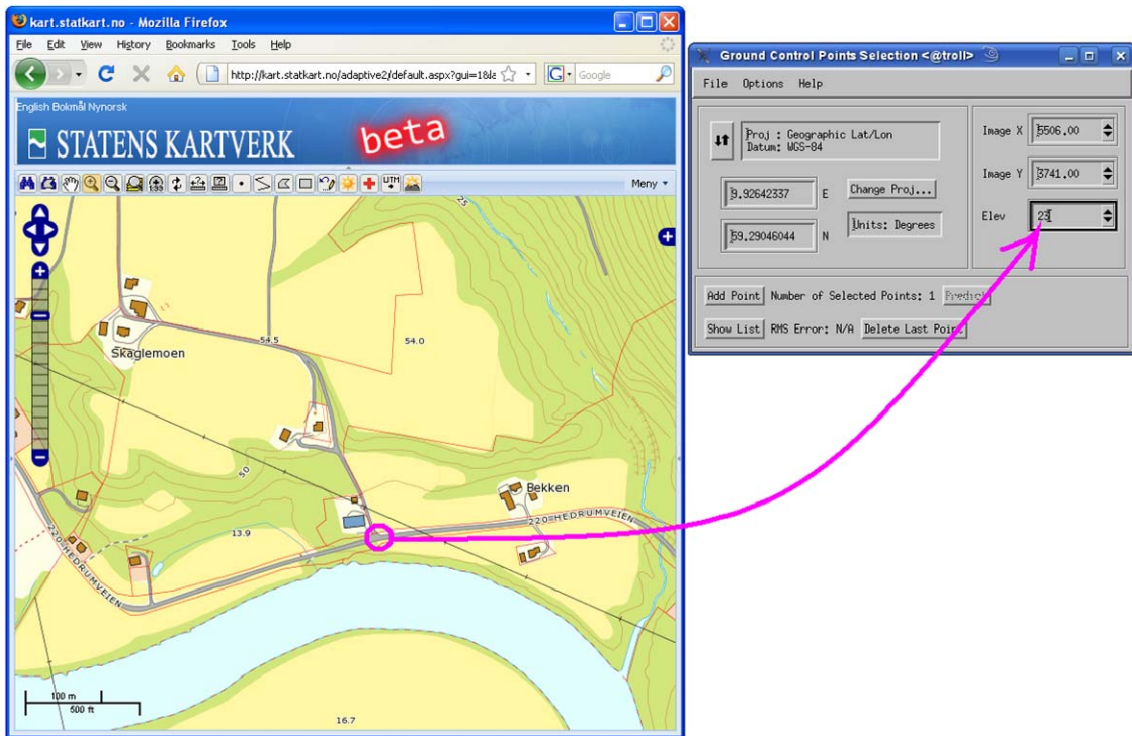 kart.statkart.no - Mozilla Firefox
File Edit View History Bookmarks Tools Help
http://kart.statkart.no/adaptive2/default.aspx?gui=1&la
G Google
English Bokmål Nynorsk
STATENS KARTVERK
beta
UTM
Meny
25
Skaglemoen
54.5
54.0
50
Bekken
220-HEDRUMVEIEN
13.9
220-HEDRUMVEIEN
100 m
500 ft
16.7
Ground Control Points Selection <@troll>
File Options Help
Proj : Geographic Lat/Lon
Datum: WGS-84
9.92642337 E
Change Proj...
59.29046044 N
Units: Degrees
Image X 5506.00
Image Y 3741.00
Elev 23
Add Point Number of Selected Points: 1 Predict
Show List RMS Error: N/A Delete Last Point